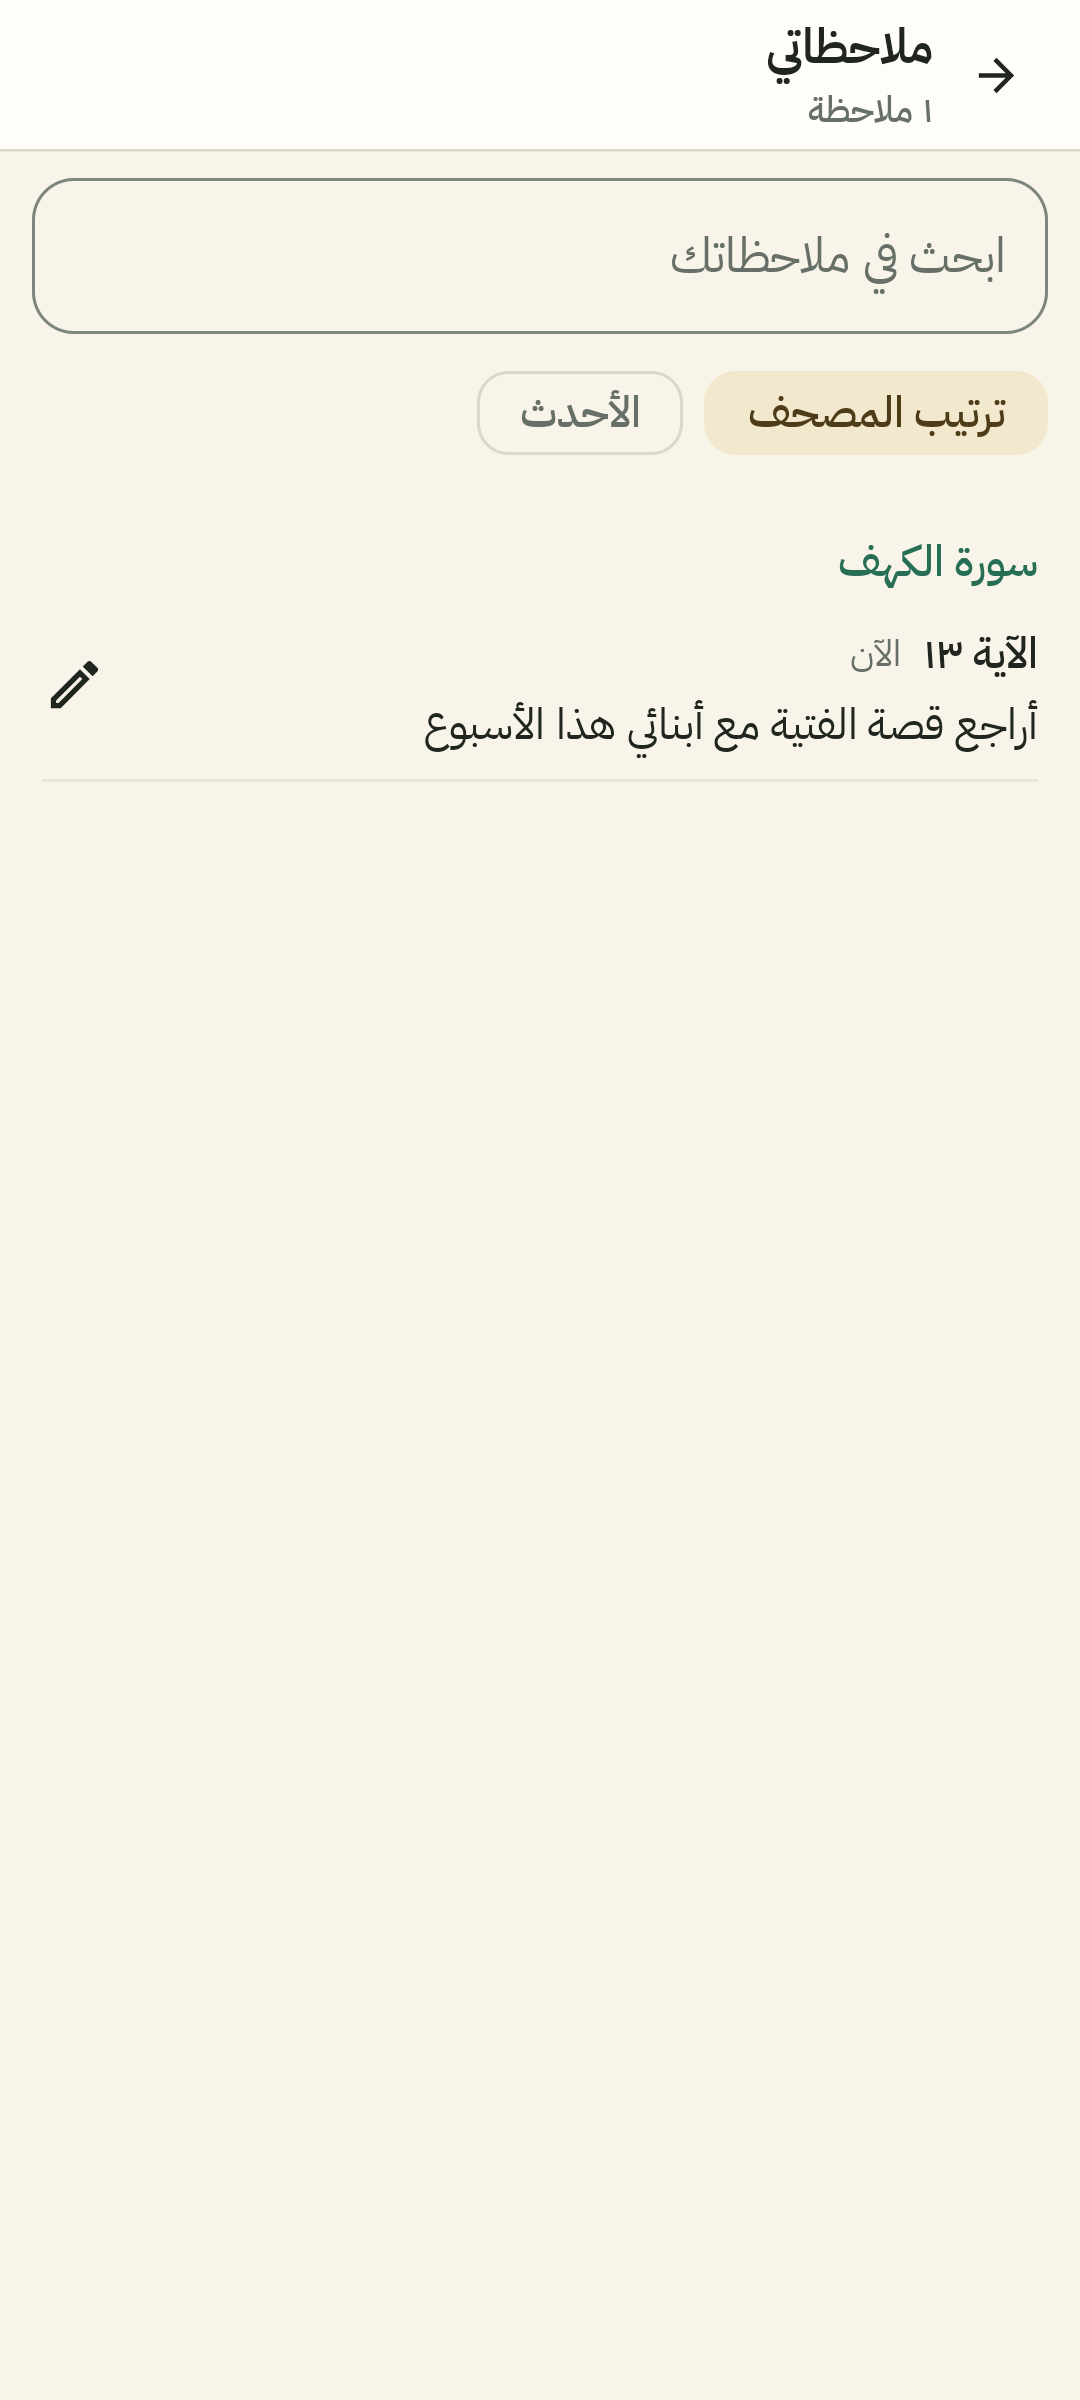 ملاحظاتي
١ ملاحظة
ابحث في ملاحظاتك
ترتيب المصحف
الأحدث
سورة الكهف
الآية ١٣ الآن
أراجع قصة الفتية مع أبنائي هذا الأسبوع